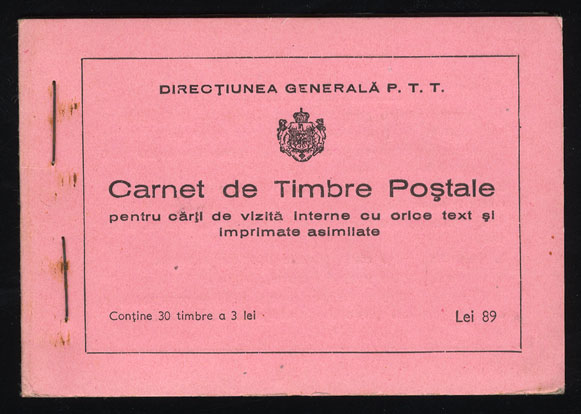 DIRECȚIUNEA GENERALĂ P. T. T.
Carnet de Timbre Poștale
pentru cărți de vizită interne cu orice text și
imprimate asimilate
Conține 30 timbre a 3 lei
Lei 89